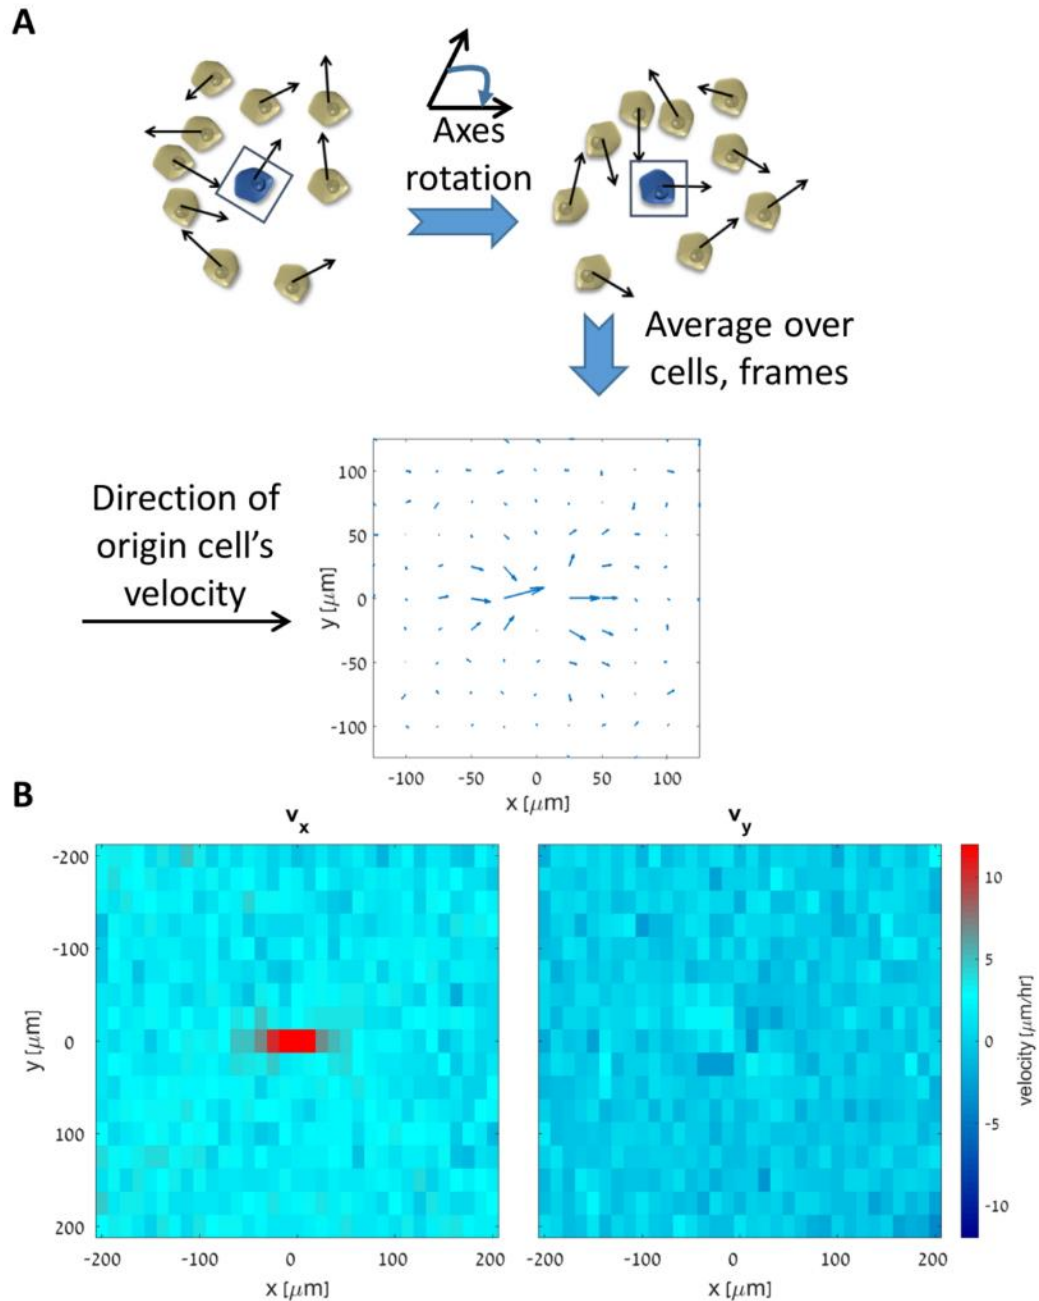 A
Axes
rotation
Average over
cells, frames
Direction of
origin cell's
velocity
100
50
0
-50
-100
y [μm]
-100 -50 0 50 100
x [μm]
B
v_x
v_y
-200
-100
0
100
200
y [μm]
-200 -100 0 100 200
x [μm]
-200 -100 0 100 200
x [μm]
10
5
0
-5
-10
velocity [μm/hr]